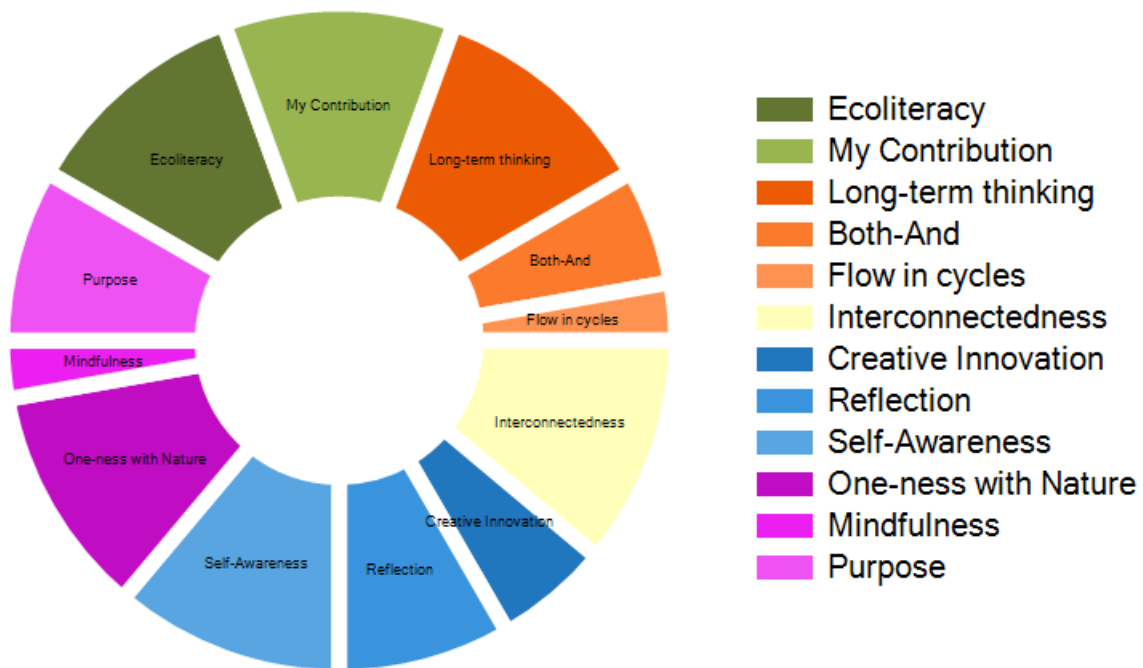 My Contribution
Ecoliteracy
Long-term thinking
Both-And
Purpose
Flow in cycles
Mindfulness
Interconnectedness
One-ness with Nature
Creative Innovation
Self-Awareness
Reflection
Ecoliteracy
My Contribution
Long-term thinking
Both-And
Flow in cycles
Interconnectedness
Creative Innovation
Reflection
Self-Awareness
One-ness with Nature
Mindfulness
Purpose